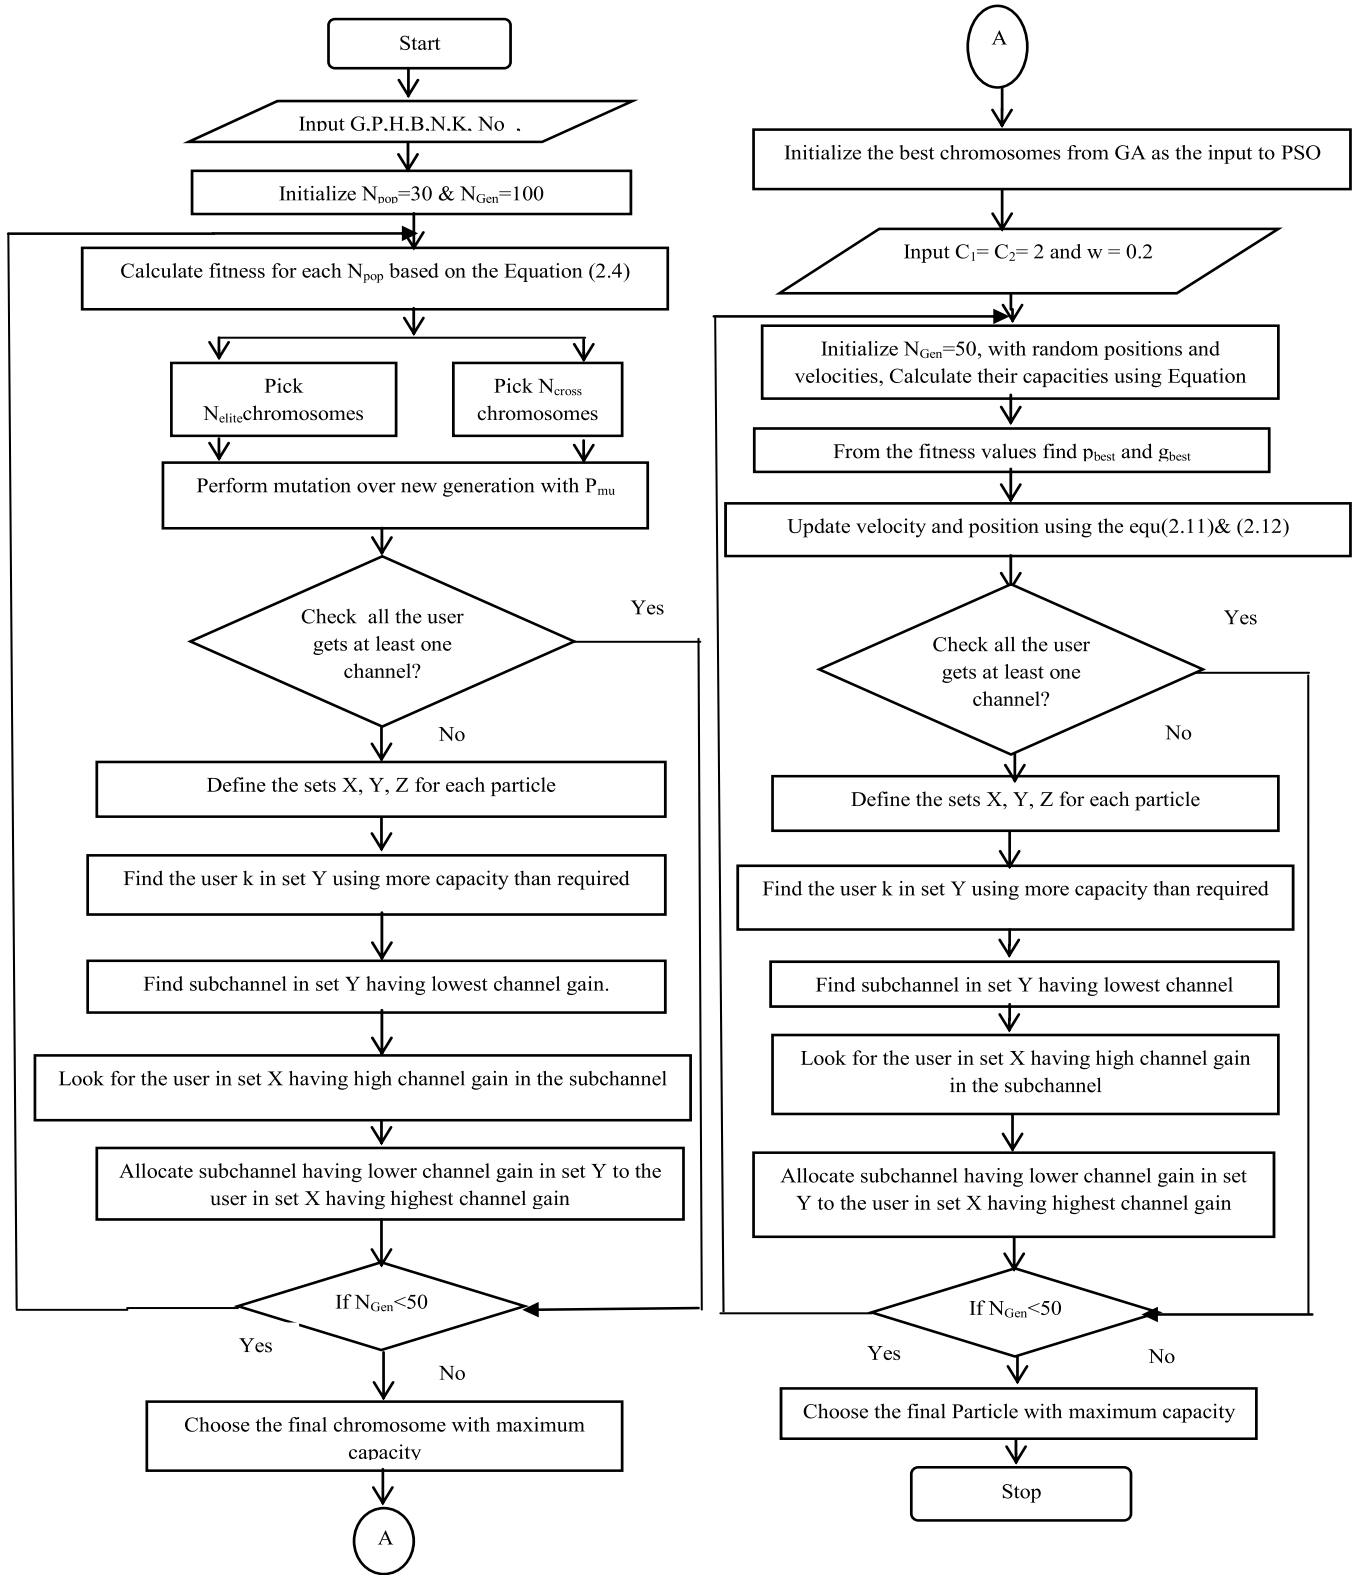 Start
Input G,P,H,B,N,K, No ,
Initialize Npop=30 & NGen=100
Calculate fitness for each Npop based on the Equation (2.4)
Pick
Nelitechromosomes
Pick Ncross
chromosomes
Perform mutation over new generation with Pmu
Check all the user
gets at least one
channel?
Yes
No
Define the sets X, Y, Z for each particle
Find the user k in set Y using more capacity than required
Find subchannel in set Y having lowest channel gain.
Look for the user in set X having high channel gain in the subchannel
Allocate subchannel having lower channel gain in set Y to the
user in set X having highest channel gain
If NGen<50
Yes
No
Choose the final chromosome with maximum
capacity
A
A
Initialize the best chromosomes from GA as the input to PSO
Input C1= C2= 2 and w = 0.2
Initialize NGen=50, with random positions and
velocities, Calculate their capacities using Equation
From the fitness values find pbest and gbest
Update velocity and position using the equ(2.11)& (2.12)
Check all the user
gets at least one
channel?
Yes
No
Define the sets X, Y, Z for each particle
Find the user k in set Y using more capacity than required
Find subchannel in set Y having lowest channel
Look for the user in set X having high channel gain
in the subchannel
Allocate subchannel having lower channel gain in set
Y to the user in set X having highest channel gain
If NGen<50
Yes
No
Choose the final Particle with maximum capacity
Stop